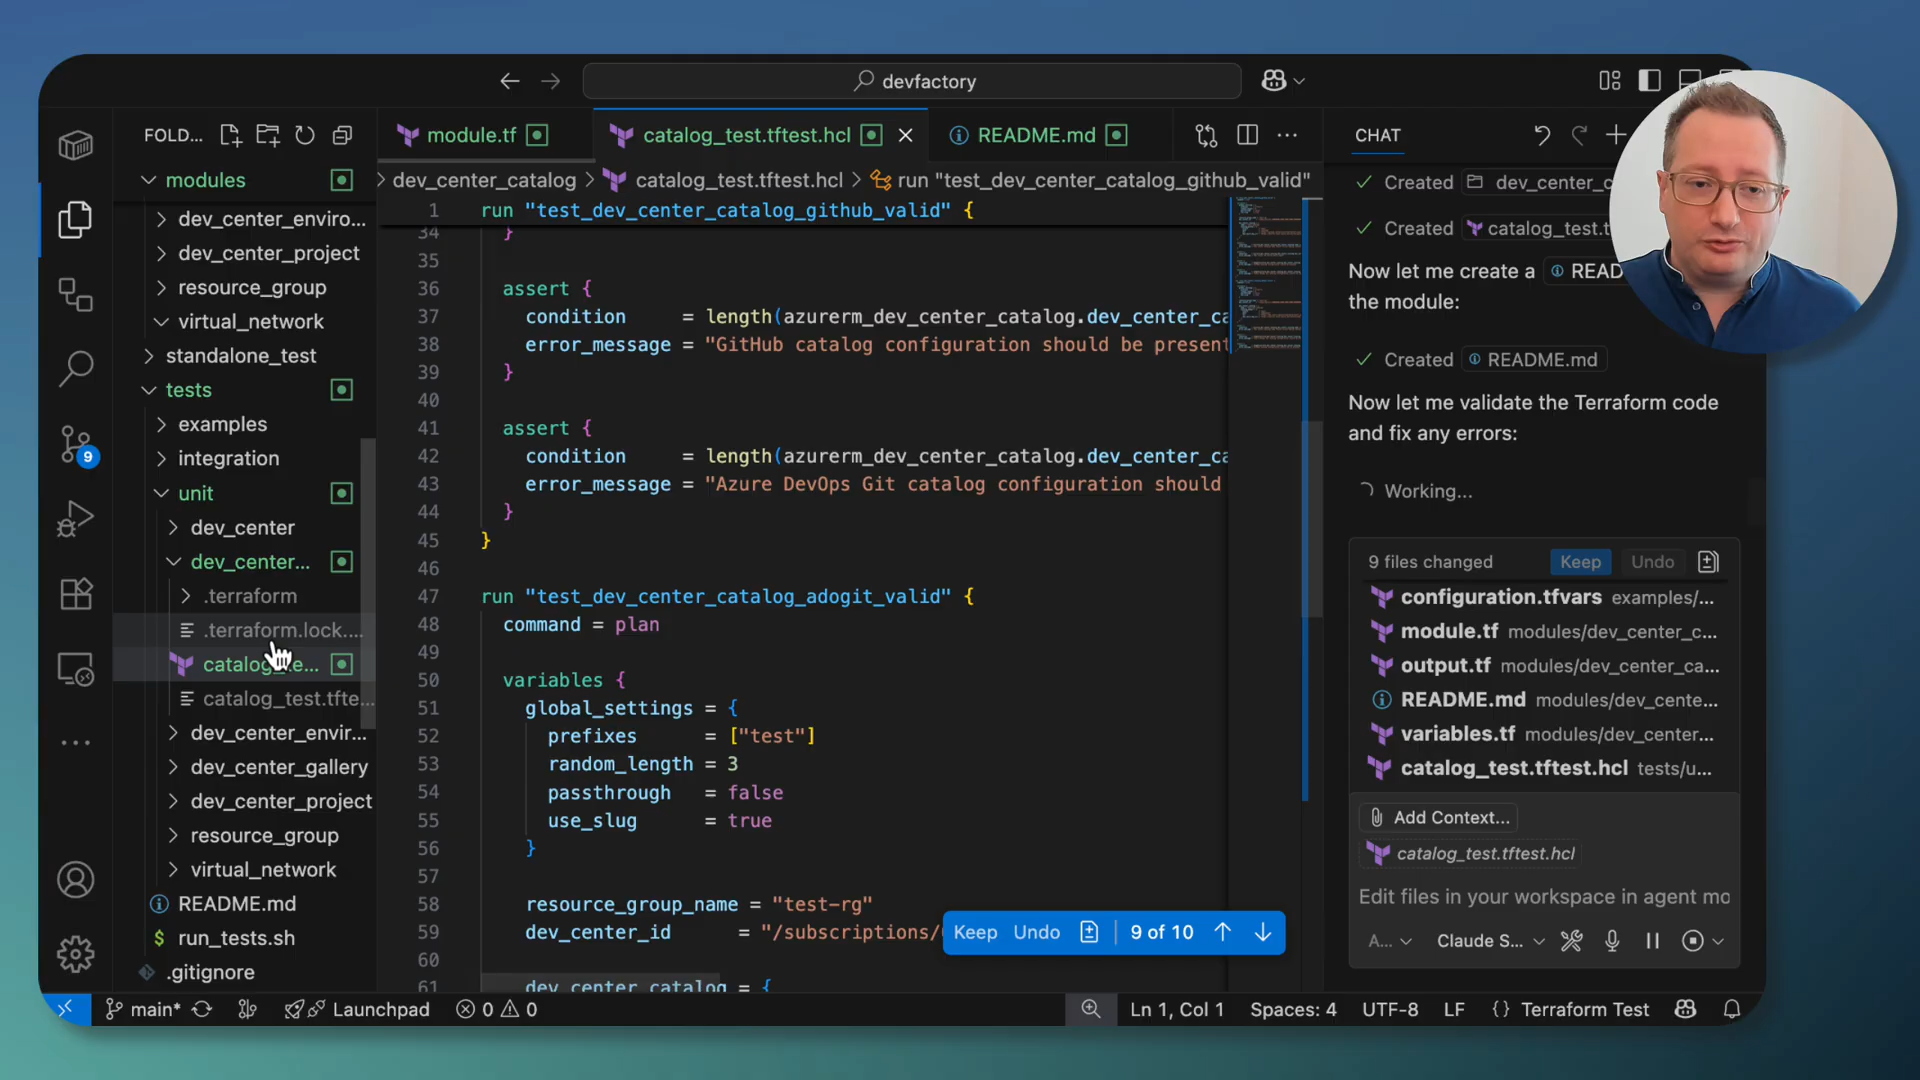 devfactory
FOLD...
modules
dev_center_enviro...
dev_center_project
resource_group
virtual_network
standalone_test
tests
examples
integration
unit
dev_center
dev_center...
.terraform
.terraform.lock....
catalog_te...
catalog_test.tfte...
dev_center_envir...
dev_center_gallery
dev_center_project
resource_group
virtual_network
README.md
run_tests.sh
.gitignore
9
module.tf
catalog_test.tftest.hcl
README.md
dev_center_catalog > catalog_test.tftest.hcl > run "test_dev_center_catalog_github_valid"
1 run "test_dev_center_catalog_github_valid" {
34 }
35
36 assert {
37 condition = length(azurerm_dev_center_catalog.dev_center_ca
38 error_message = "GitHub catalog configuration should be present
39 }
40
41 assert {
42 condition = length(azurerm_dev_center_catalog.dev_center_ca
43 error_message = "Azure DevOps Git catalog configuration should
44 }
45 }
46
47 run "test_dev_center_catalog_adogit_valid" {
48 command = plan
49
50 variables {
51 global_settings = {
52 prefixes = ["test"]
53 random_length = 3
54 passthrough = false
55 use_slug = true
56 }
57
58 resource_group_name = "test-rg"
59 dev_center_id = "/subscriptions/
60
61 dev_center_catalog = {
Keep Undo 9 of 10
CHAT
Created dev_center_c
Created catalog_test.t
Now let me create a READ
the module:
Created README.md
Now let me validate the Terraform code
and fix any errors:
Working...
9 files changed Keep Undo
configuration.tfvars examples/...
module.tf modules/dev_center_c...
output.tf modules/dev_center_ca...
README.md modules/dev_cente...
variables.tf modules/dev_center...
catalog_test.tftest.hcl tests/u...
Add Context...
catalog_test.tftest.hcl
Edit files in your workspace in agent mo
A... Claude S...
main* Launchpad 0 0 Ln 1, Col 1 Spaces: 4 UTF-8 LF {} Terraform Test